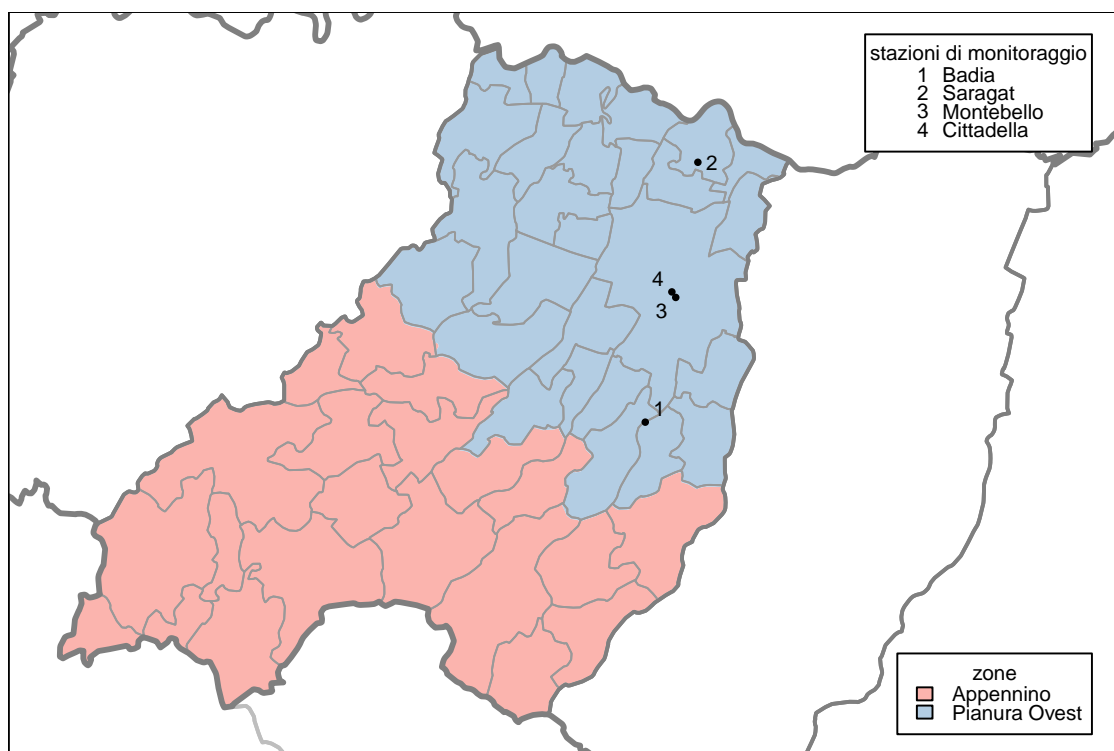 stazioni di monitoraggio
1 Badia
2 Saragat
3 Montebello
4 Cittadella
2
4
3
1
zone
Appennino
Pianura Ovest